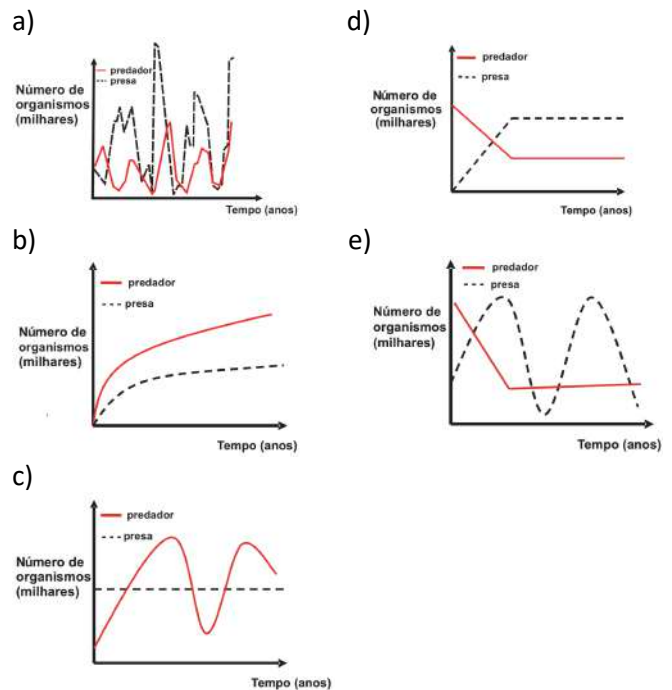 a)
predador
presa
Número de
organismos
(milhares)
Tempo (anos)
b)
predador
presa
Número de
organismos
(milhares)
Tempo (anos)
c)
predador
presa
Número de
organismos
(milhares)
Tempo (anos)
d)
predador
presa
Número de
organismos
(milhares)
Tempo (anos)
e)
predador
presa
Número de
organismos
(milhares)
Tempo (anos)